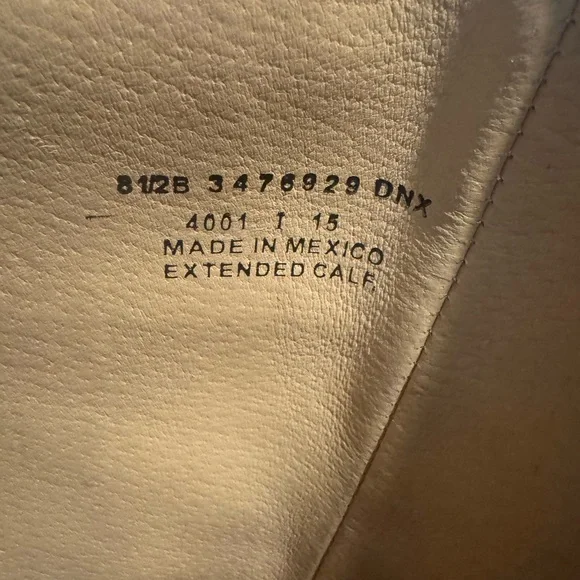 8 1/2B 3476929 DNX
4001 I 15
MADE IN MEXICO
EXTENDED CALF